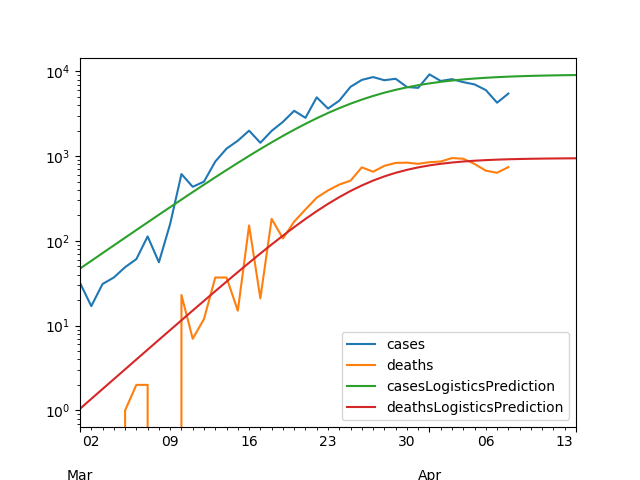 10⁴
10³
10²
10¹
10⁰
cases
deaths
casesLogisticsPrediction
deathsLogisticsPrediction
02 09 16 23 30 06 13
Mar Apr